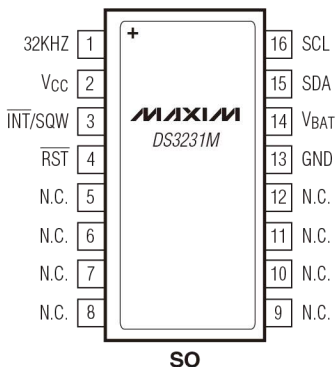 32KHZ 1 + 16 SCL
VCC 2 15 SDA
INT/SQW 3 MAXIM 14 VBAT
DS3231M
RST 4 13 GND
N.C. 5 12 N.C.
N.C. 6 11 N.C.
N.C. 7 10 N.C.
N.C. 8 9 N.C.
SO